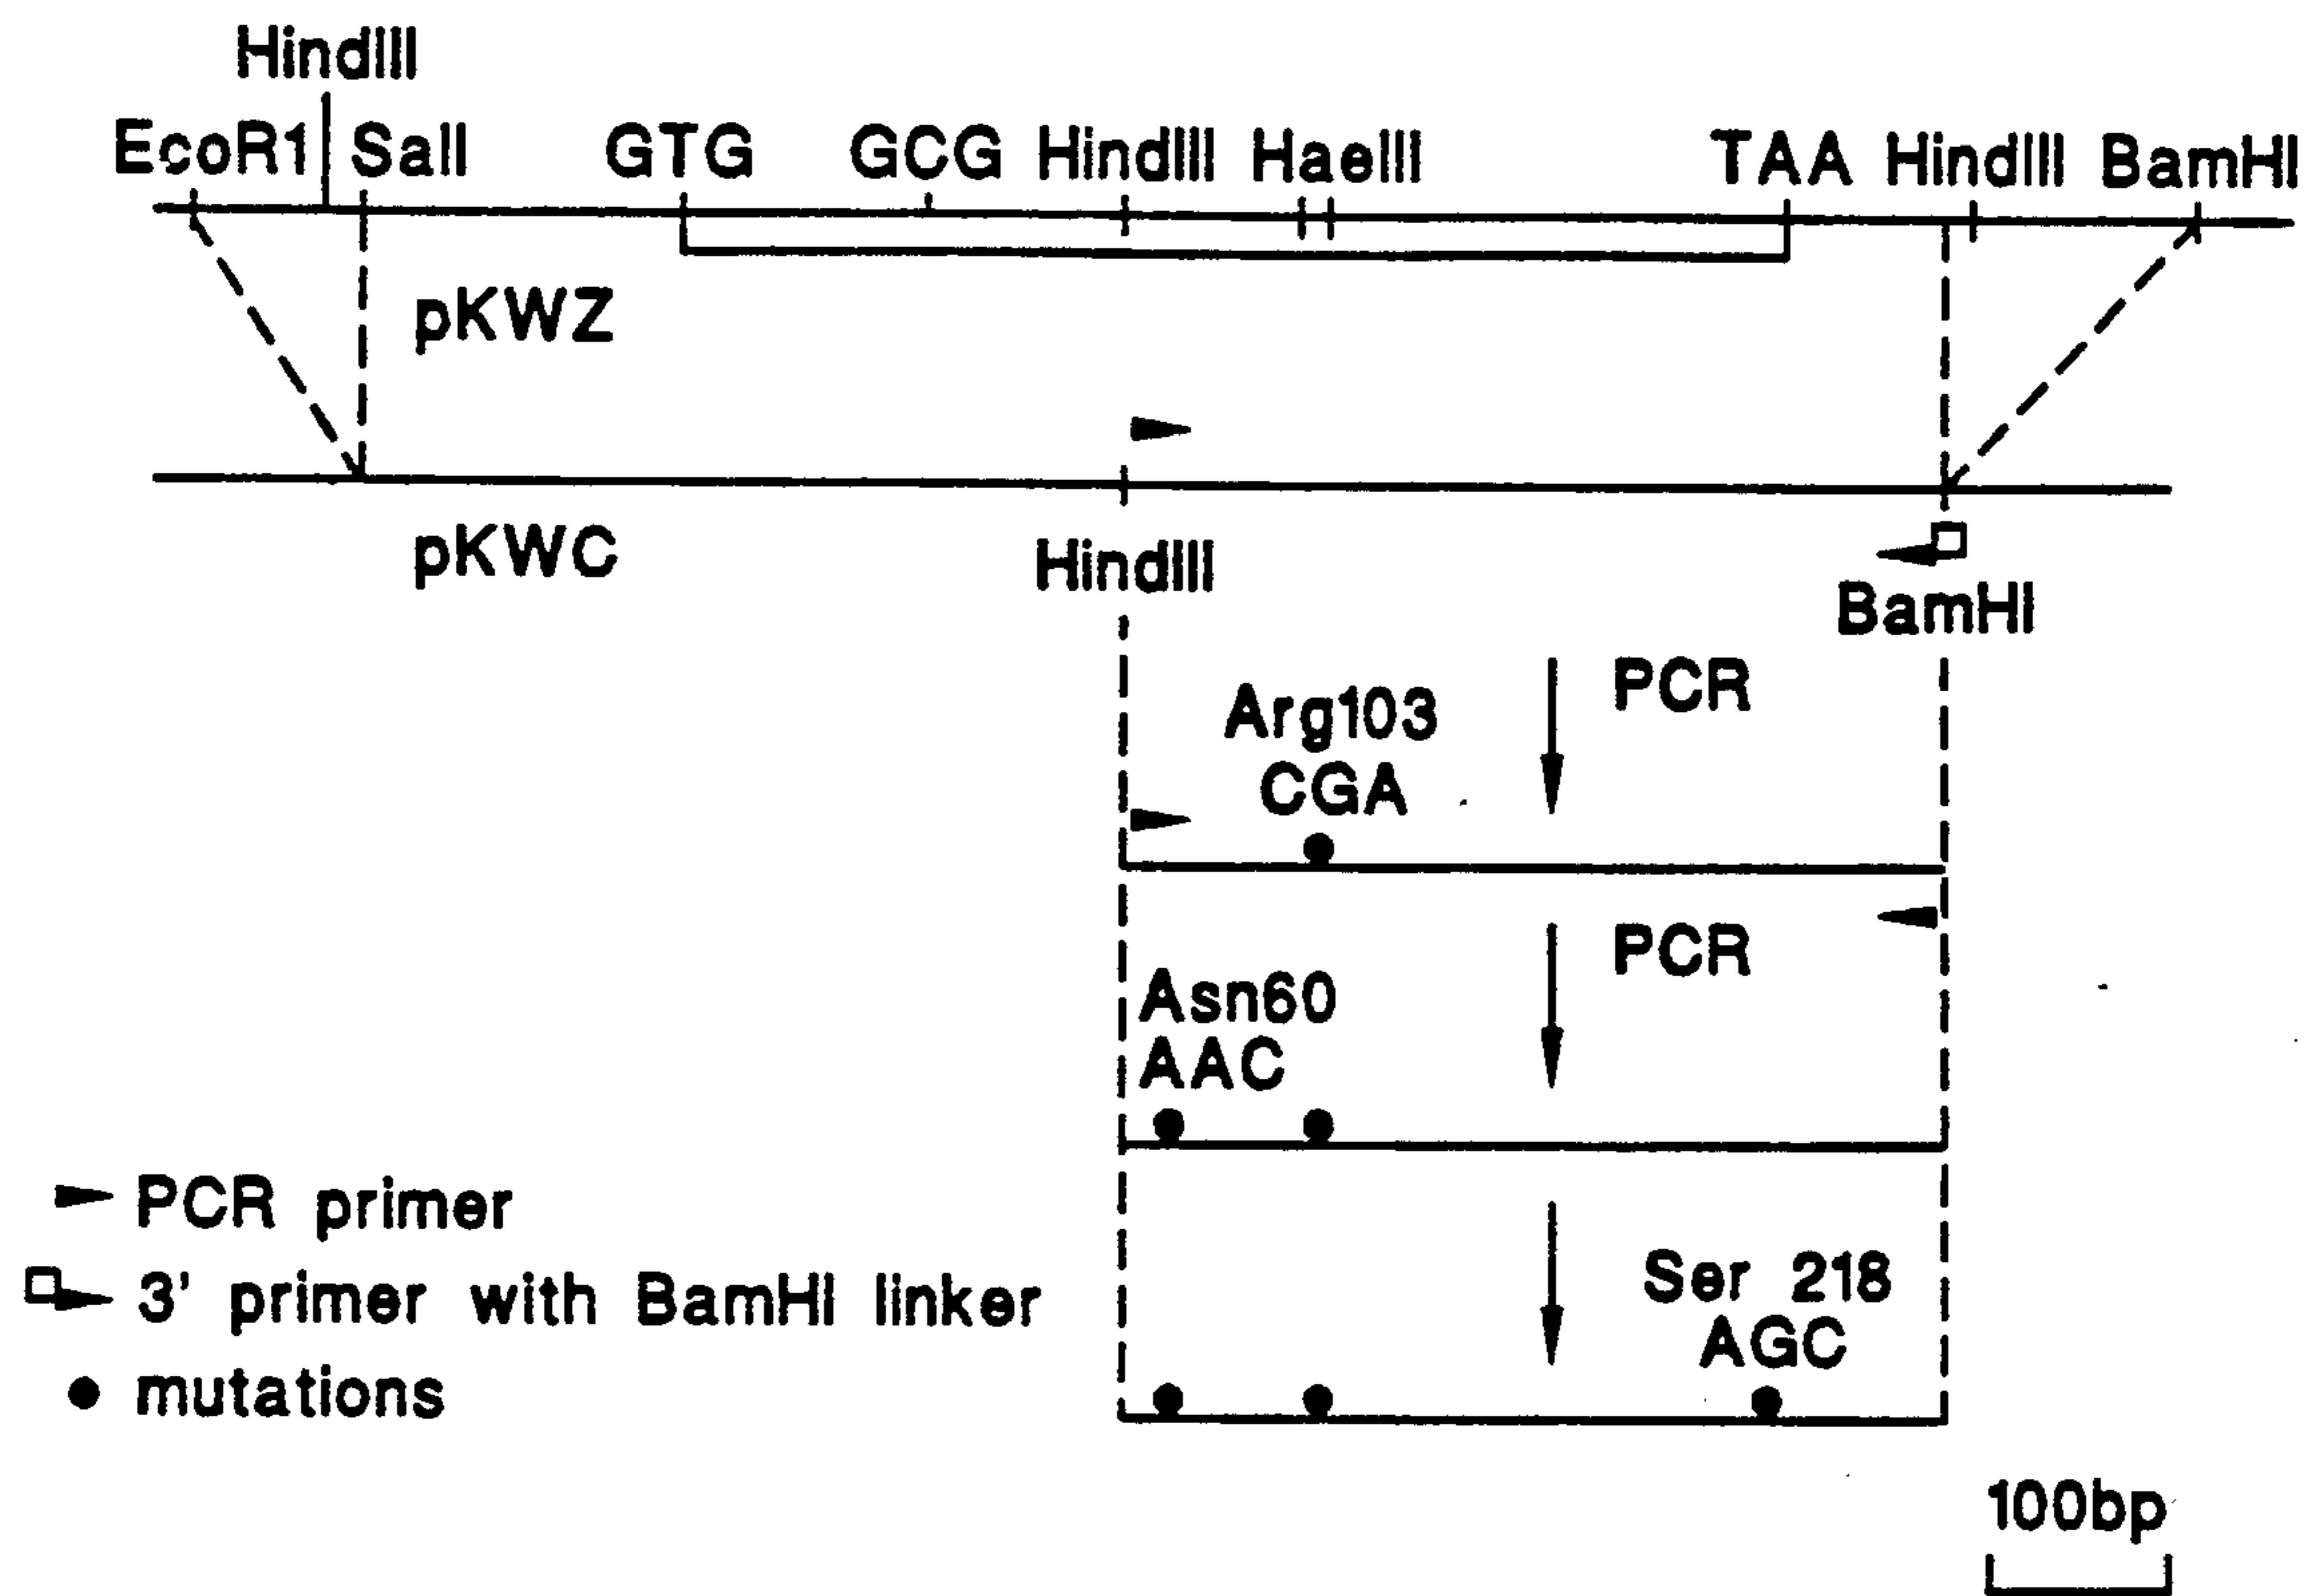 HindIII
EcoR1 SalI GTG GCG HindIII HaeIII TAA HindIII BamHI
pKWZ
pKWC
HindIII
BamHI
PCR
Arg103
CGA
PCR
Asn60
AAC
PCR primer
3' primer with BamHI linker
mutations
Ser 218
AGC
100bp